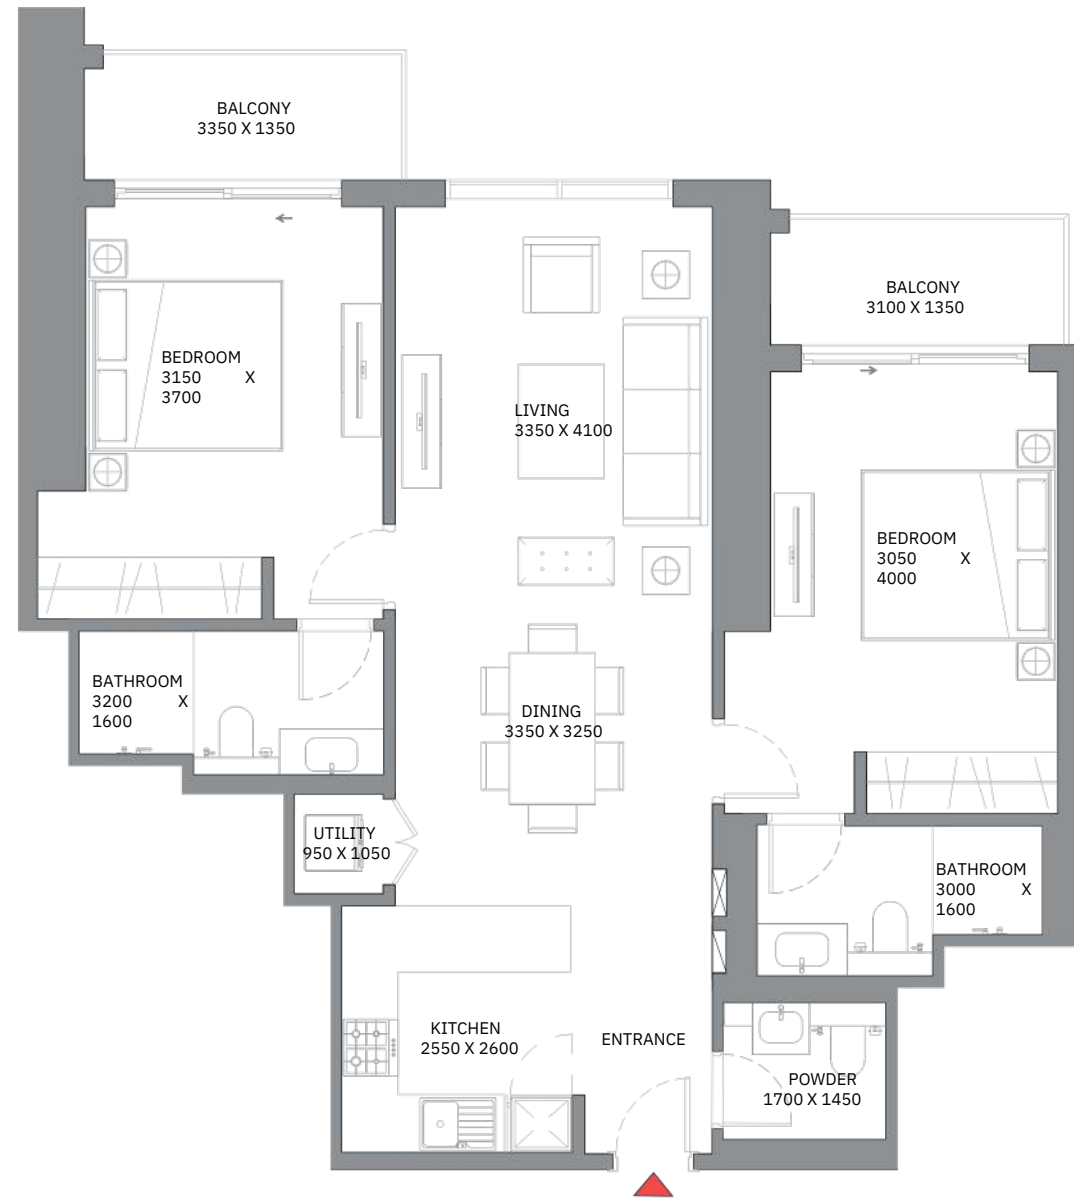 BALCONY
3350 X 1350
BALCONY
3100 X 1350
BEDROOM
3150 X
3700
LIVING
3350 X 4100
BEDROOM
3050 X
4000
BATHROOM
3200 X
1600
DINING
3350 X 3250
UTILITY
950 X 1050
BATHROOM
3000 X
1600
KITCHEN
2550 X 2600
ENTRANCE
POWDER
1700 X 1450